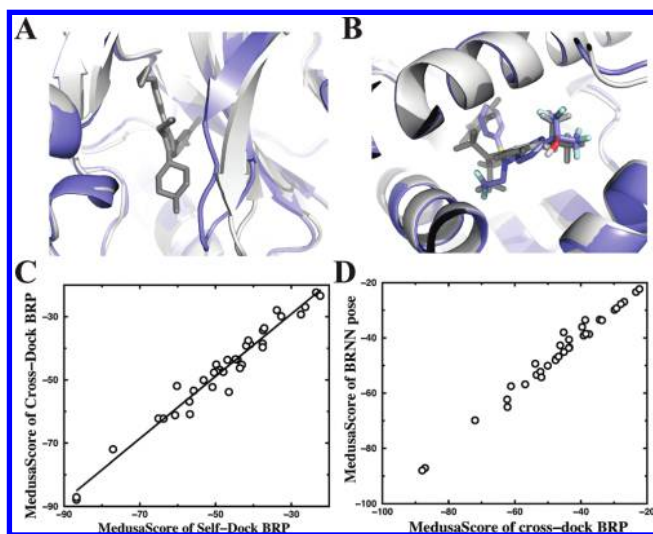 A
B
C
D
MedusaScore of Cross-Dock BRP
-30
-50
-70
-90
-90
-70
-50
-30
MedusaScore of Self-Dock BRP
MedusaScore of BRNN pose
-20
-40
-60
-80
-100
-100
-80
-60
-40
-20
MedusaScore of cross-dock BRP